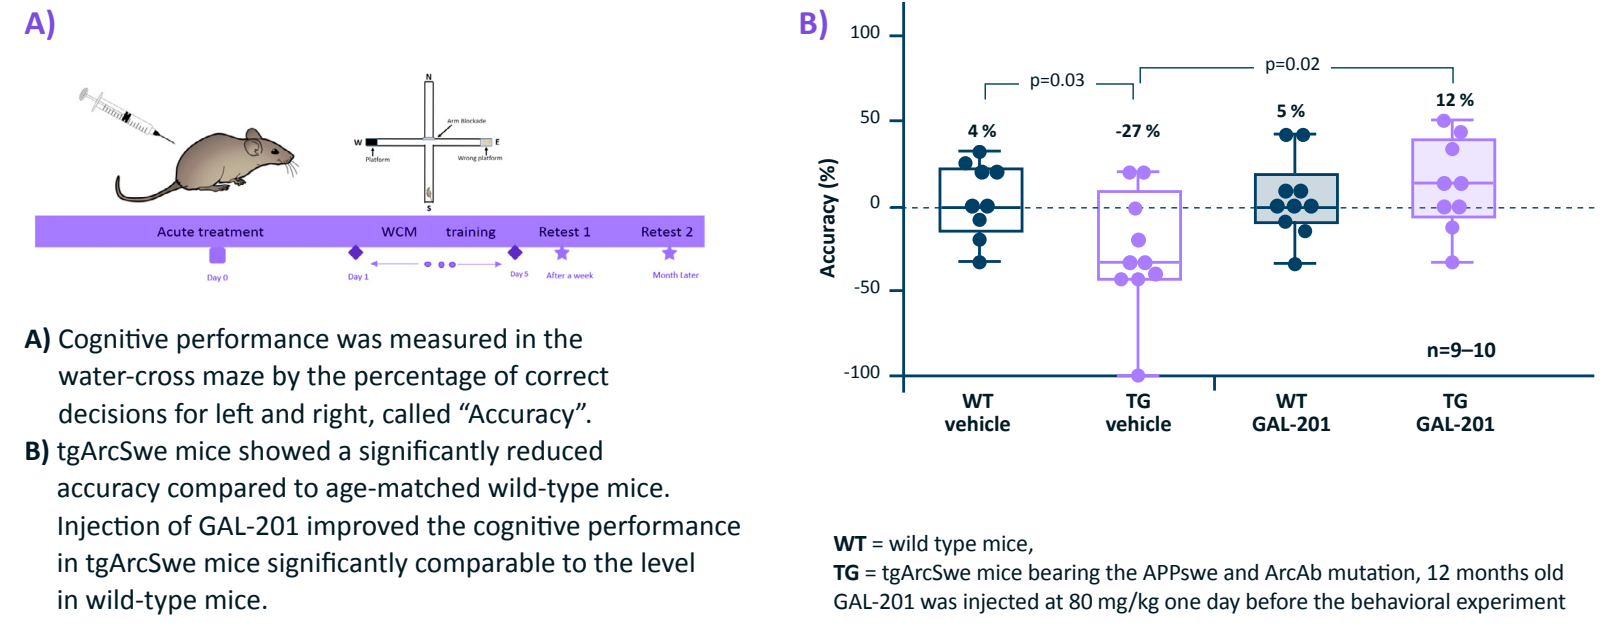 A)
N
Arm Blockade
W
E
Platform
Wrong platform
S
Acute treatment
WCM training
Retest 1
Retest 2
Day 0
Day 1
Day 5
After a week
Month Later
A) Cognitive performance was measured in the
water-cross maze by the percentage of correct
decisions for left and right, called “Accuracy”.
B) tgArcSwe mice showed a significantly reduced
accuracy compared to age-matched wild-type mice.
Injection of GAL-201 improved the cognitive performance
in tgArcSwe mice significantly comparable to the level
in wild-type mice.
B)
Accuracy (%)
100
50
0
-50
-100
p=0.03
p=0.02
4 %
-27 %
5 %
12 %
n=9–10
WT
vehicle
TG
vehicle
WT
GAL-201
TG
GAL-201
WT = wild type mice,
TG = tgArcSwe mice bearing the APPswe and ArcAb mutation, 12 months old
GAL-201 was injected at 80 mg/kg one day before the behavioral experiment